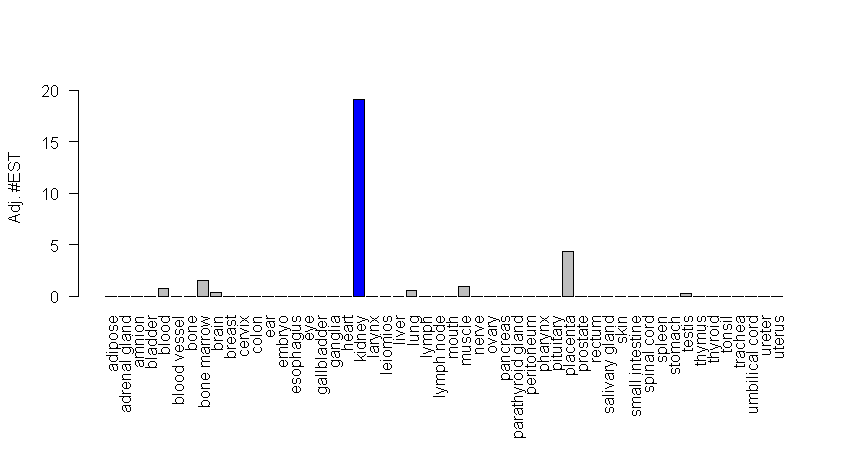 Adj. #EST
20
15
10
5
0
adipose
adrenal gland
amnion
bladder
blood
blood vessel
bone
bone marrow
brain
breast
cervix
colon
ear
embryo
esophagus
eye
gallbladder
ganglia
heart
kidney
larynx
leiomios
liver
lung
lymph
lymph node
mouth
muscle
nerve
ovary
pancreas
parathyroid gland
peritoneum
pharynx
pituitary
placenta
prostate
rectum
salivary gland
skin
small intestine
spinal cord
spleen
stomach
testis
thymus
thyroid
tonsil
trachea
umbilical cord
ureter
uterus